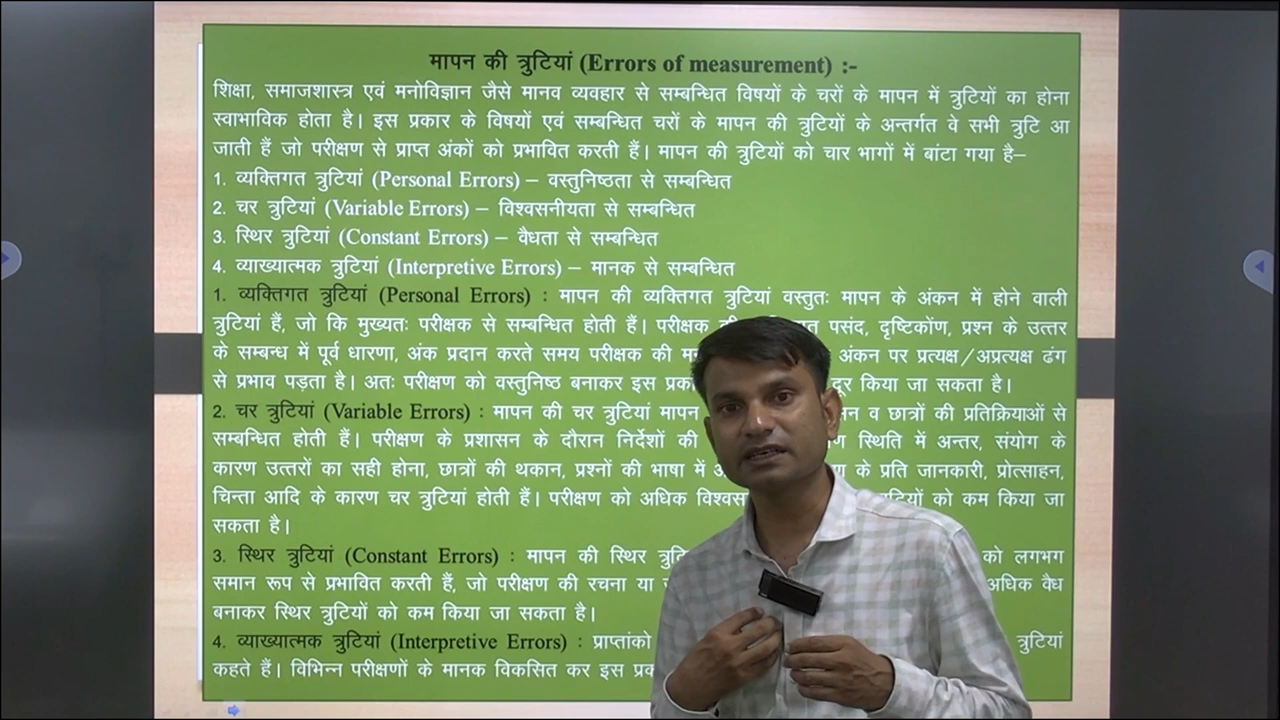 मापन की त्रुटियां (Errors of measurement) :-
शिक्षा, समाजशास्त्र एवं मनोविज्ञान जैसे मानव व्यवहार से सम्बन्धित विषयों के चरों के मापन में त्रुटियों का होना
स्वाभाविक होता है। इस प्रकार के विषयों एवं सम्बन्धित चरों के मापन की त्रुटियों के अन्तर्गत वे सभी त्रुटि आ
जाती हैं जो परीक्षण से प्राप्त अंकों को प्रभावित करती हैं। मापन की त्रुटियों को चार भागों में बांटा गया है–
1. व्यक्तिगत त्रुटियां (Personal Errors) – वस्तुनिष्ठता से सम्बन्धित
2. चर त्रुटियां (Variable Errors) – विश्वसनीयता से सम्बन्धित
3. स्थिर त्रुटियां (Constant Errors) – वैधता से सम्बन्धित
4. व्याख्यात्मक त्रुटियां (Interpretive Errors) – मानक से सम्बन्धित
1. व्यक्तिगत त्रुटियां (Personal Errors) : मापन की व्यक्तिगत त्रुटियां वस्तुतः मापन के अंकन में होने वाली
त्रुटियां हैं, जो कि मुख्यतः परीक्षक से सम्बन्धित होती हैं। परीक्षक पसंद, दृष्टिकोंण, प्रश्न के उत्तर
के सम्बन्ध में पूर्व धारणा, अंक प्रदान करते समय परीक्षक की अंकन पर प्रत्यक्ष/अप्रत्यक्ष ढंग
से प्रभाव पड़ता है। अतः परीक्षण को वस्तुनिष्ठ बनाकर इस दूर किया जा सकता है।
2. चर त्रुटियां (Variable Errors) : मापन की चर त्रुटियां मापन व छात्रों की प्रतिक्रियाओं से
सम्बन्धित होती हैं। परीक्षण के प्रशासन के दौरान निर्देशों की स्थिति में अन्तर, संयोग के
कारण उत्तरों का सही होना, छात्रों की थकान, प्रश्नों की भाषा में के प्रति जानकारी, प्रोत्साहन,
चिन्ता आदि के कारण चर त्रुटियां होती हैं। परीक्षण को अधिक को कम किया जा
सकता है।
3. स्थिर त्रुटियां (Constant Errors) : मापन की स्थिर को लगभग
समान रूप से प्रभावित करती हैं, जो परीक्षण की रचना या अधिक वैध
बनाकर स्थिर त्रुटियों को कम किया जा सकता है।
4. व्याख्यात्मक त्रुटियां (Interpretive Errors) : प्राप्तांको त्रुटियां
कहते हैं। विभिन्न परीक्षणों के मानक विकसित कर इस